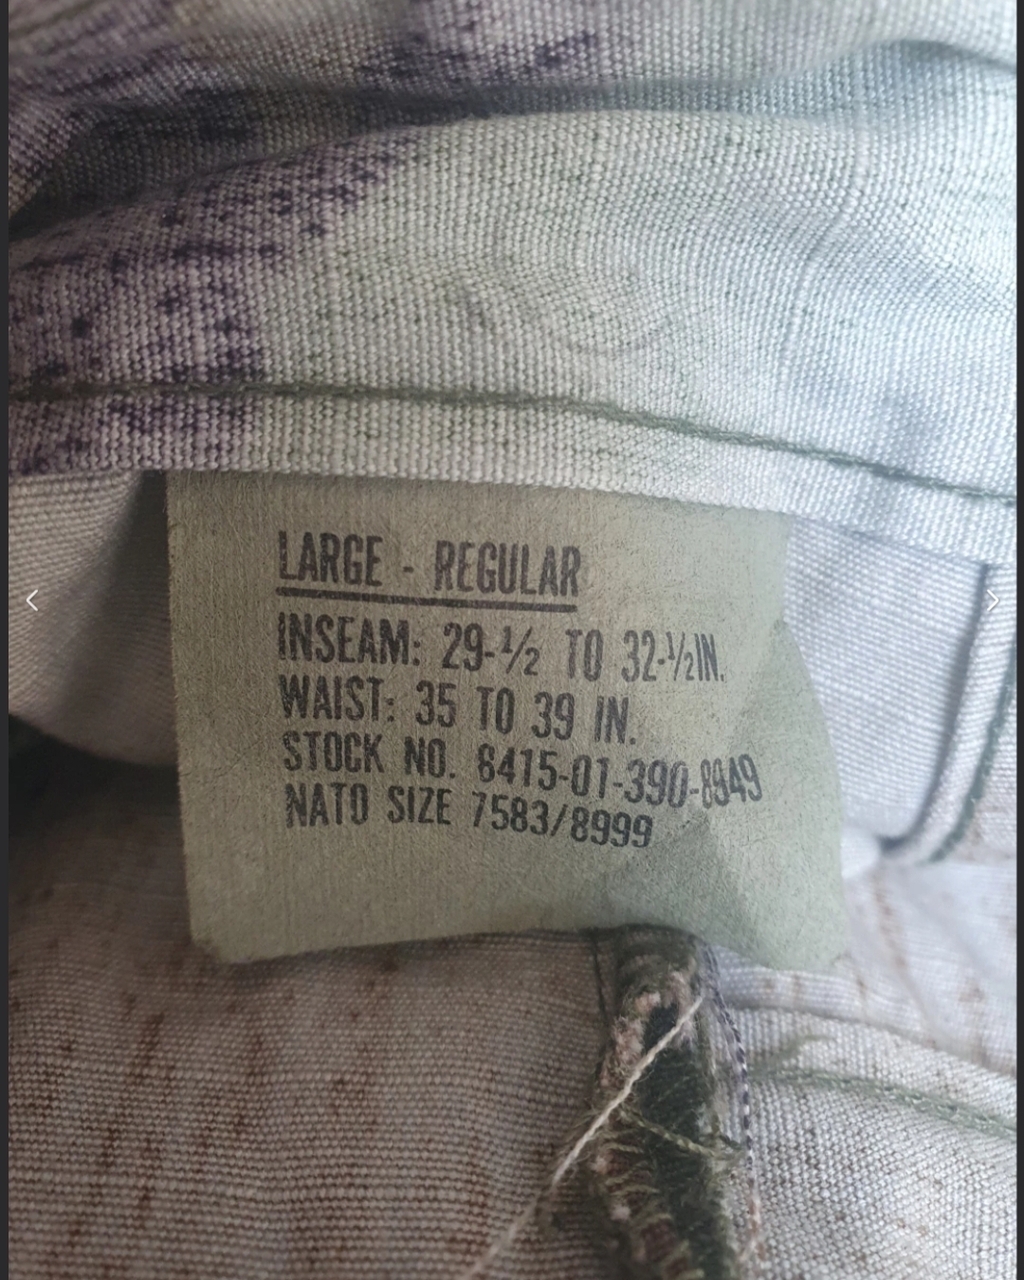 LARGE - REGULAR
INSEAM: 29-½ TO 32-½IN.
WAIST: 35 TO 39 IN.
STOCK NO. 8415-01-390-8949
NATO SIZE 7583/8999